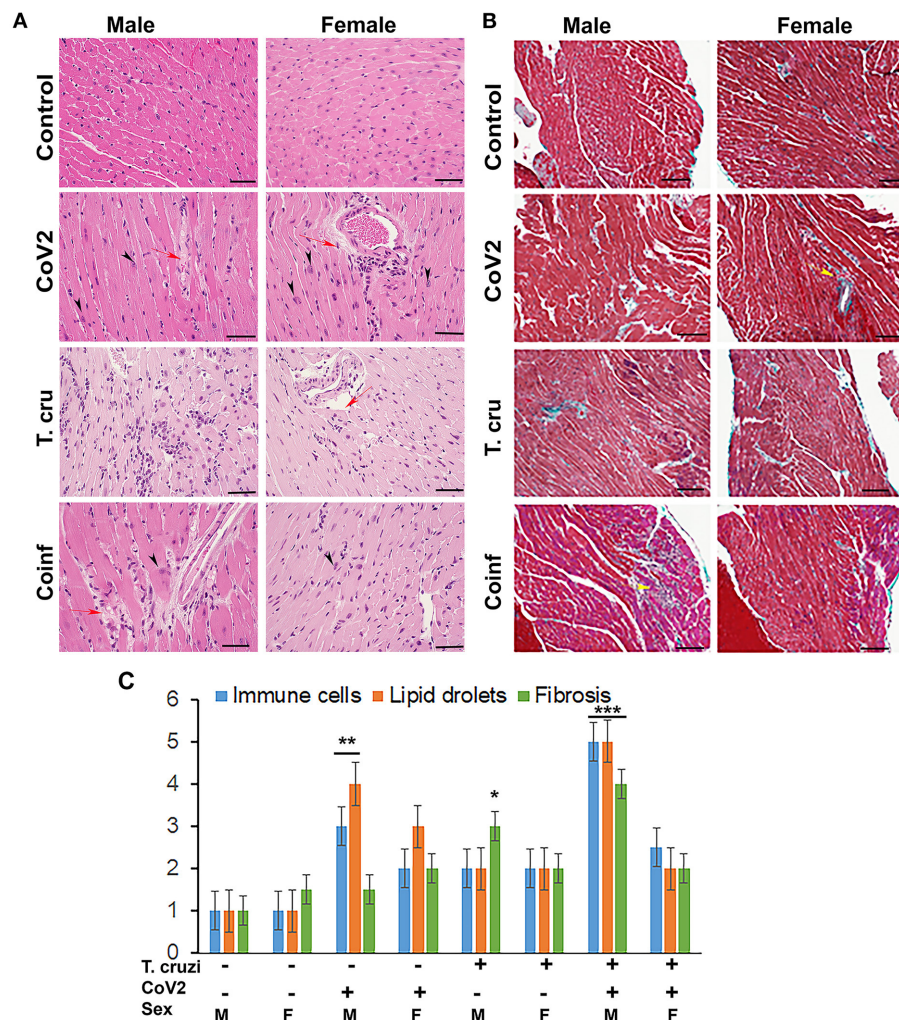 A
Male Female
Control
CoV2
T. cru
Coinf
B
Male Female
Control
CoV2
T. cru
Coinf
C
Immune cells Lipid drolets Fibrosis
6
5
4
3
2
1
0
**
*
***
T. cruzi - - - - + + + +
CoV2 - - + + - - + +
Sex M F M F M F M F